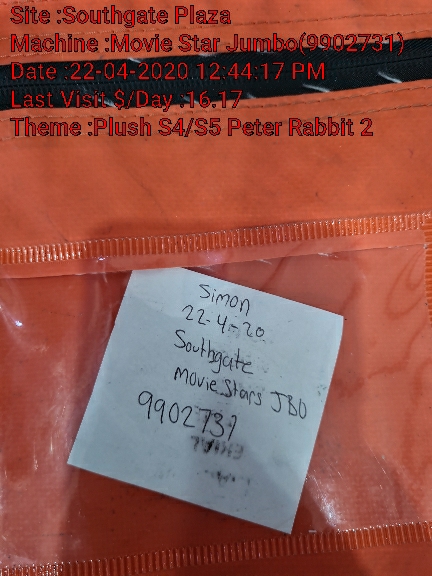 Site :Southgate Plaza
Machine :Movie Star Jumbo(9902731)
Date :22-04-2020 12:44:17 PM
Last Visit $/Day :16.17
Theme :Plush S4/S5 Peter Rabbit 2
Simon
22-4-20
Southgate
Movie Stars JBO
9902731